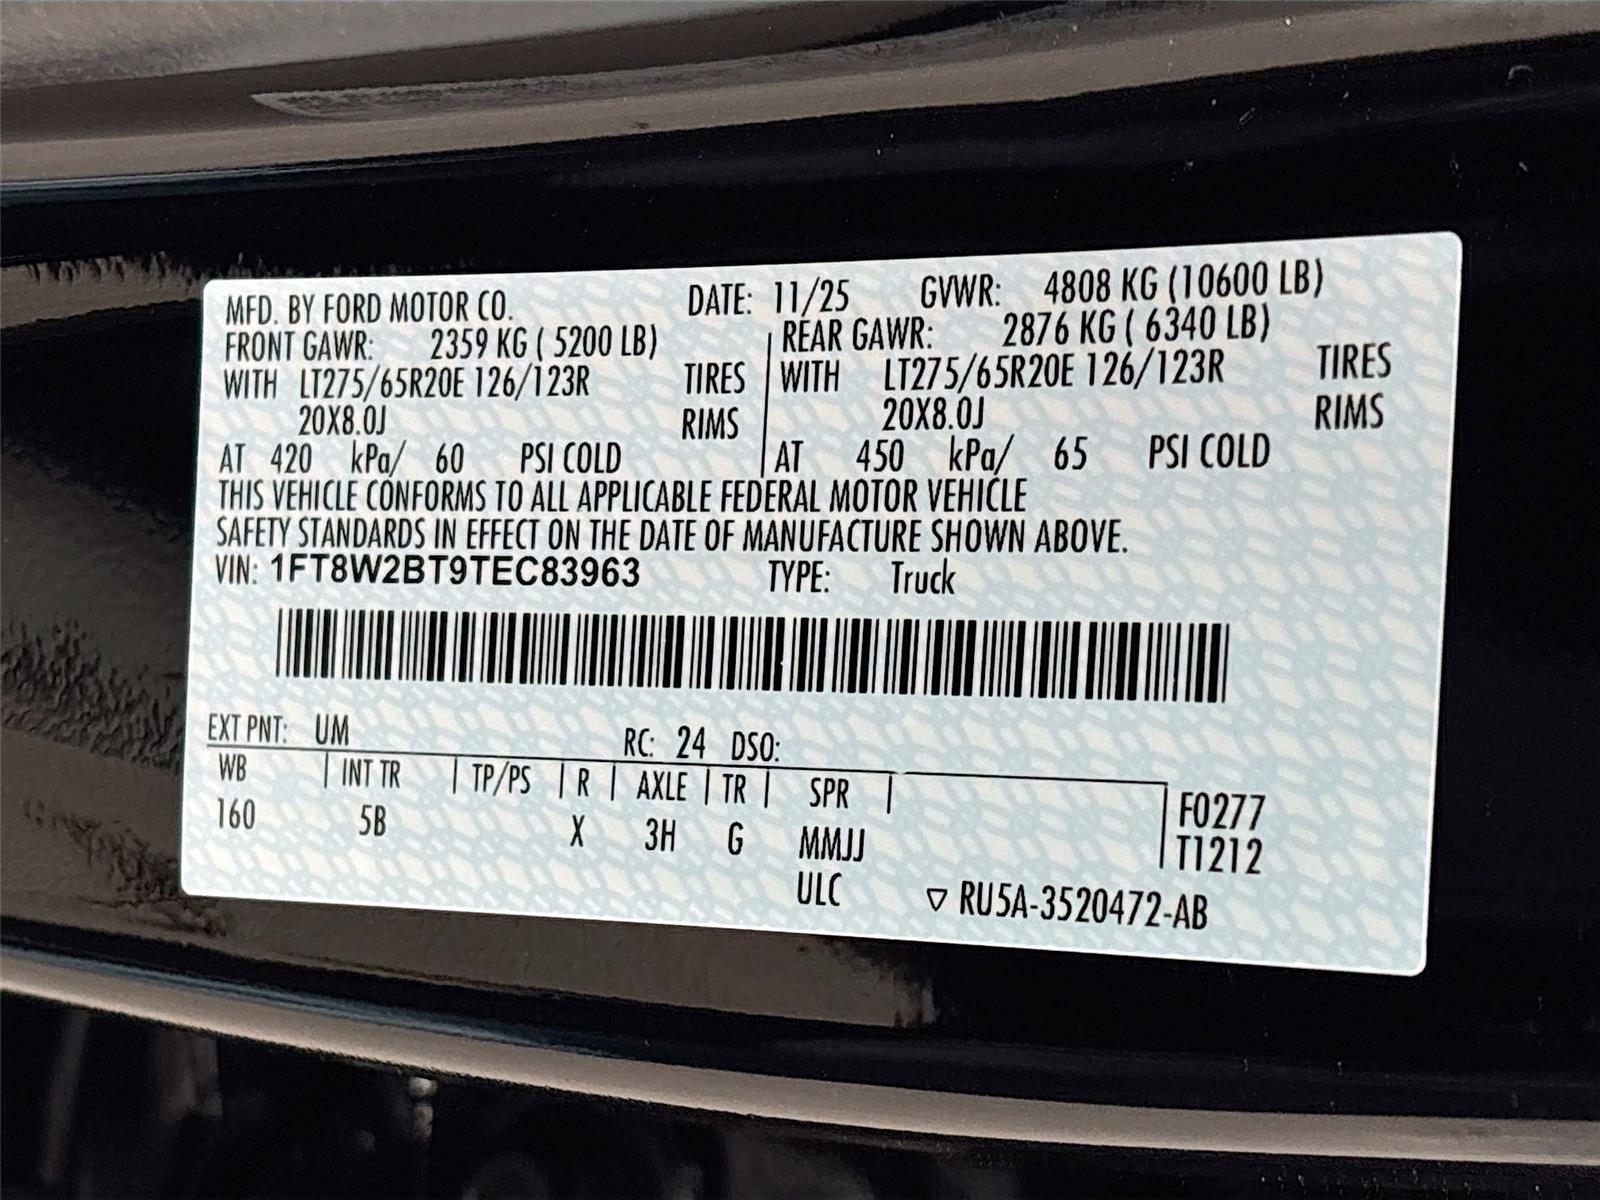 MFD. BY FORD MOTOR CO. DATE: 11/25 GVWR: 4808 KG (10600 LB)
FRONT GAWR: 2359 KG ( 5200 LB) REAR GAWR: 2876 KG ( 6340 LB)
WITH LT275/65R20E 126/123R TIRES WITH LT275/65R20E 126/123R TIRES
20X8.0J RIMS 20X8.0J RIMS
AT 420 kPa/ 60 PSI COLD AT 450 kPa/ 65 PSI COLD
THIS VEHICLE CONFORMS TO ALL APPLICABLE FEDERAL MOTOR VEHICLE
SAFETY STANDARDS IN EFFECT ON THE DATE OF MANUFACTURE SHOWN ABOVE.
VIN: 1FT8W2BT9TEC83963 TYPE: Truck
EXT PNT: UM RC: 24 DSO:
WB INT TR TP/PS R AXLE TR SPR F0277
160 5B X 3H G MMJJ T1212
ULC RU5A-3520472-AB